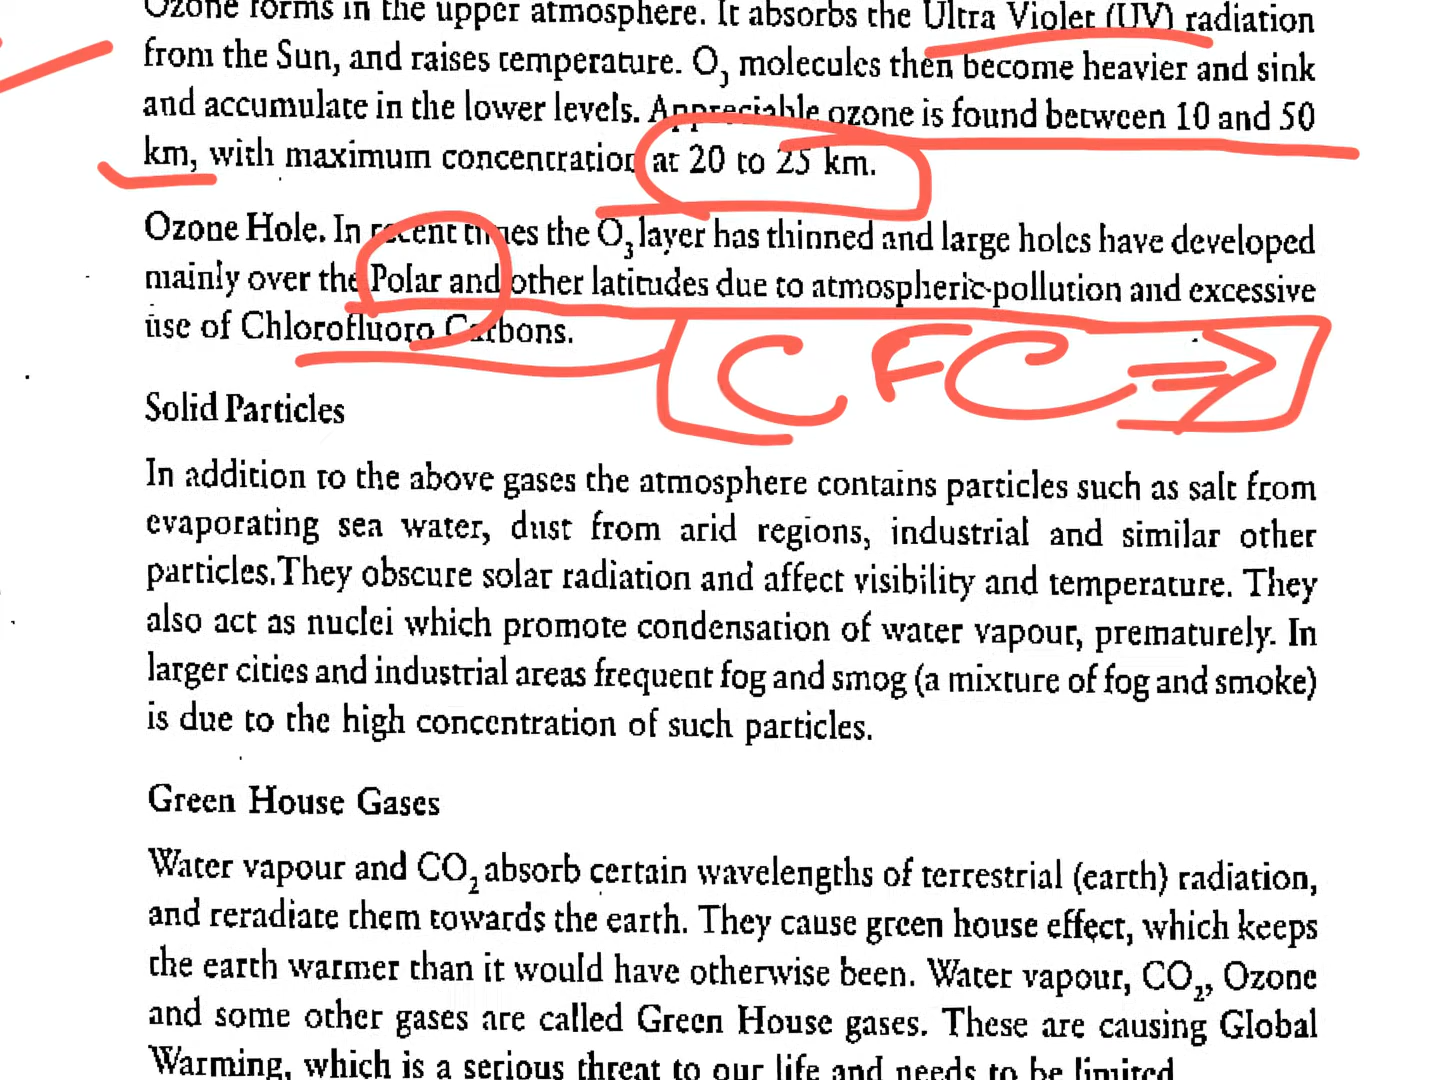 Ozone forms in the upper atmosphere. It absorbs the Ultra Violet (UV) radiation
from the Sun, and raises temperature. O₃ molecules then become heavier and sink
and accumulate in the lower levels. Appreciable ozone is found between 10 and 50
km, with maximum concentration at 20 to 25 km.
Ozone Hole. In recent times the O₃ layer has thinned and large holes have developed
mainly over the Polar and other latitudes due to atmospheric pollution and excessive
use of Chlorofluoro Carbons.
CFC ⇒
Solid Particles
In addition to the above gases the atmosphere contains particles such as salt from
evaporating sea water, dust from arid regions, industrial and similar other
particles.They obscure solar radiation and affect visibility and temperature. They
also act as nuclei which promote condensation of water vapour, prematurely. In
larger cities and industrial areas frequent fog and smog (a mixture of fog and smoke)
is due to the high concentration of such particles.
Green House Gases
Water vapour and CO₂ absorb certain wavelengths of terrestrial (earth) radiation,
and reradiate them towards the earth. They cause green house effect, which keeps
the earth warmer than it would have otherwise been. Water vapour, CO₂, Ozone
and some other gases are called Green House gases. These are causing Global
Warming, which is a serious threat to our life and needs to be limited